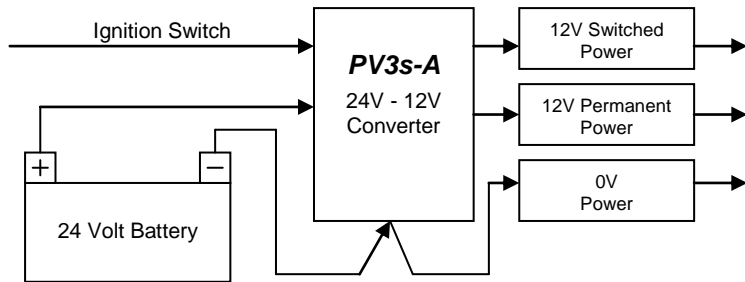 Ignition Switch
PV3s-A
24V - 12V
Converter
12V Switched
Power
12V Permanent
Power
0V
Power
+
−
24 Volt Battery